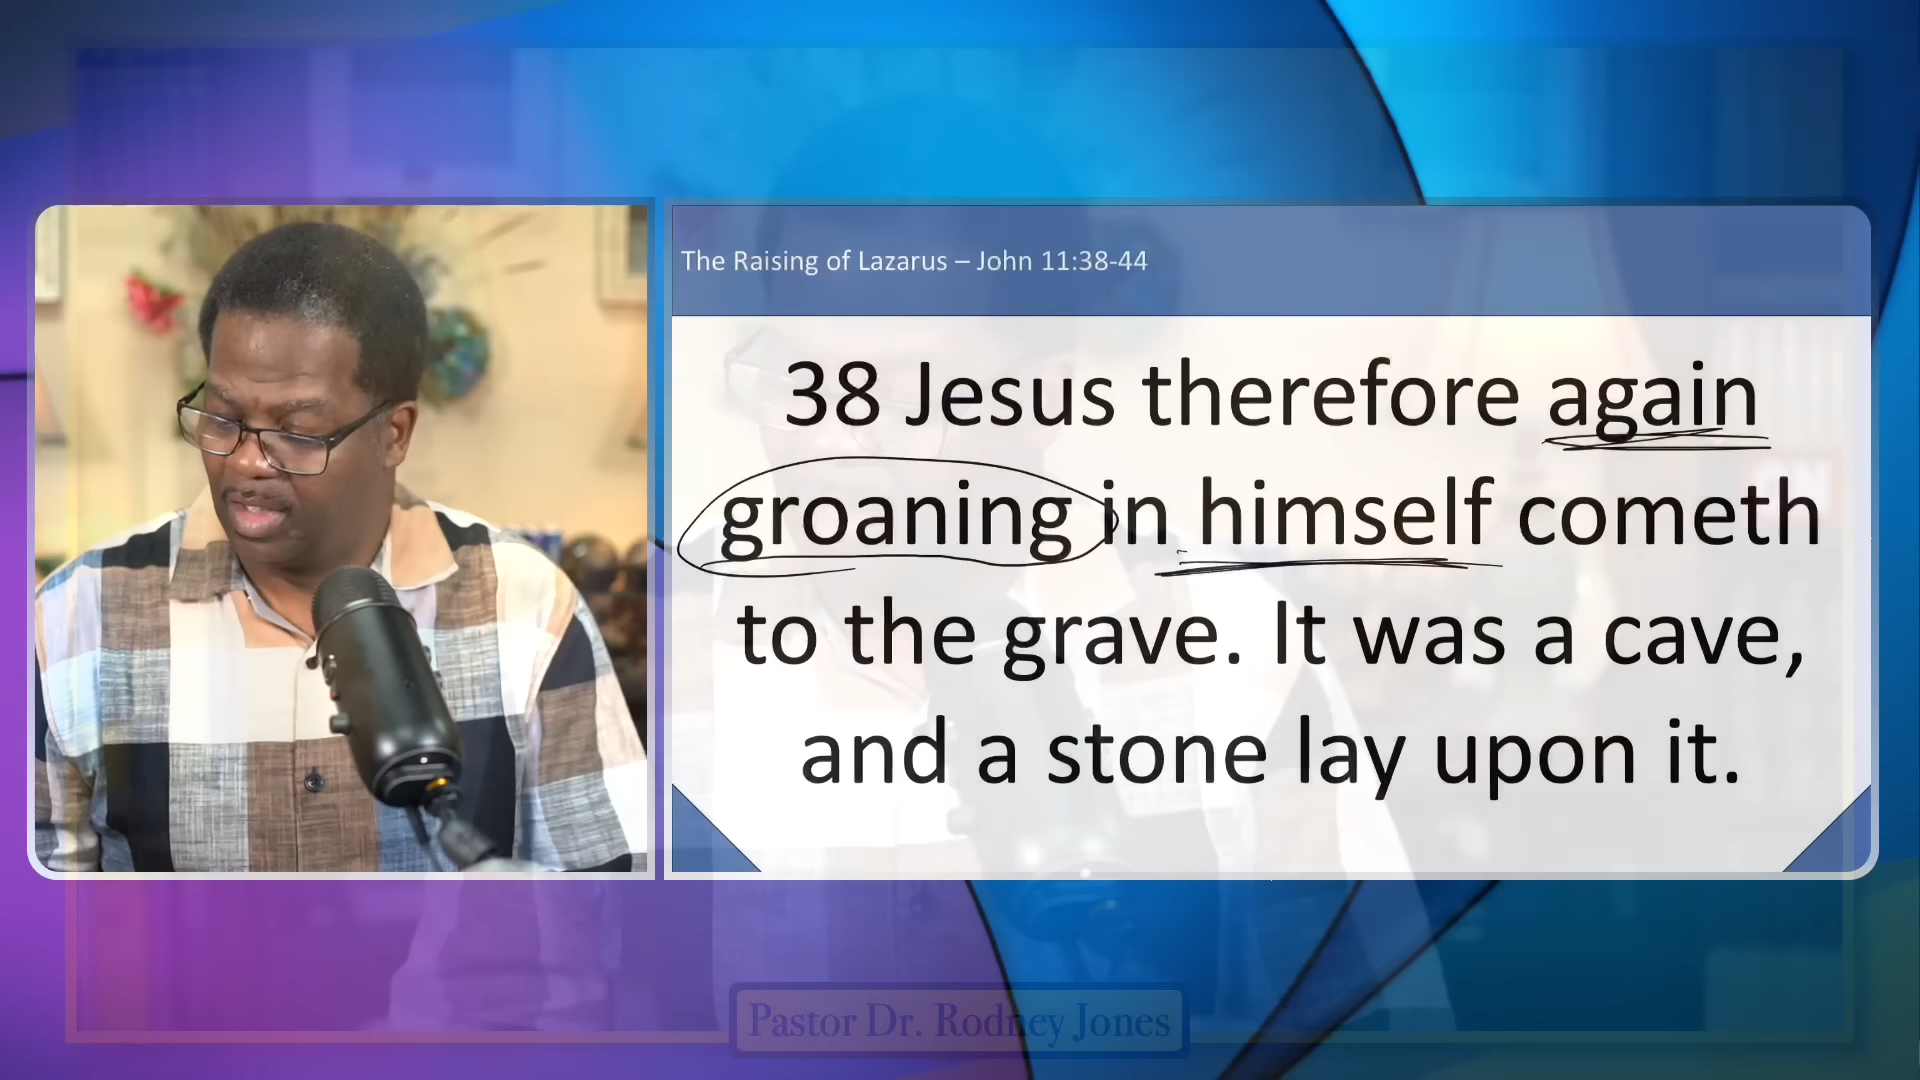 The Raising of Lazarus – John 11:38-44
38 Jesus therefore again
groaning in himself cometh
to the grave. It was a cave,
and a stone lay upon it.
Pastor Dr. Rodney Jones